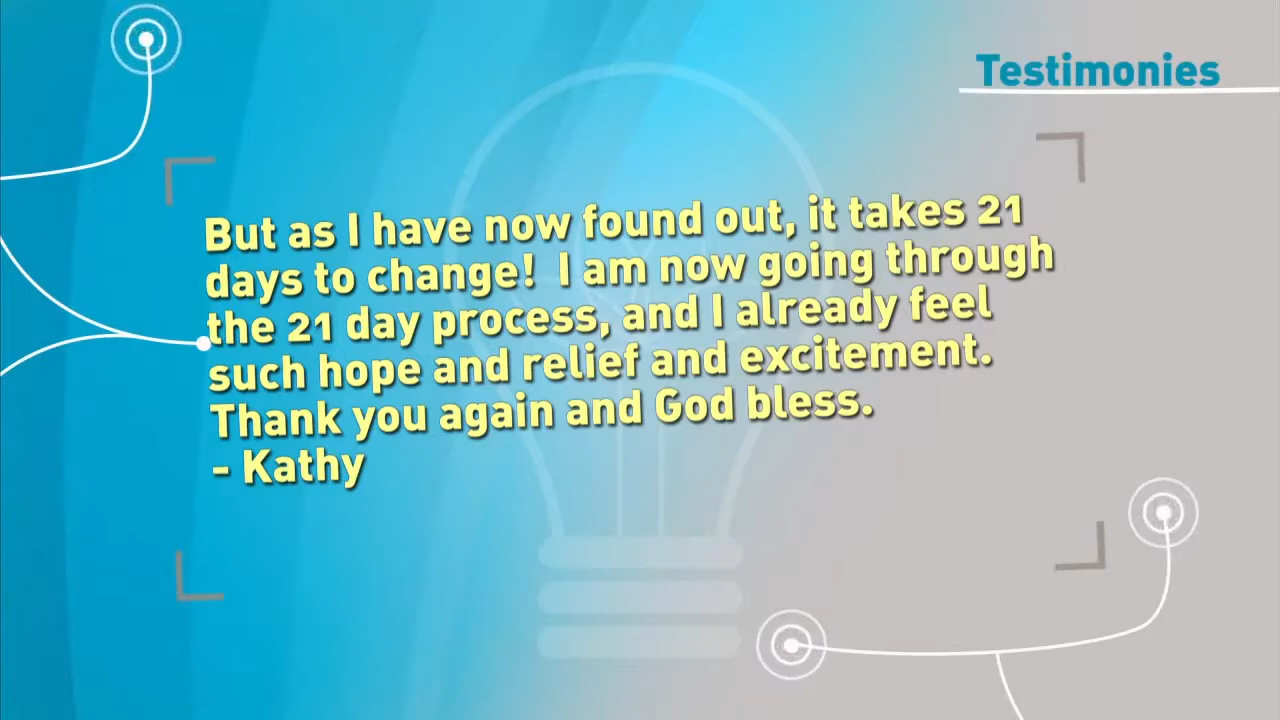 Testimonies
But as I have now found out, it takes 21
days to change!  I am now going through
the 21 day process, and I already feel
such hope and relief and excitement.
Thank you again and God bless.
- Kathy